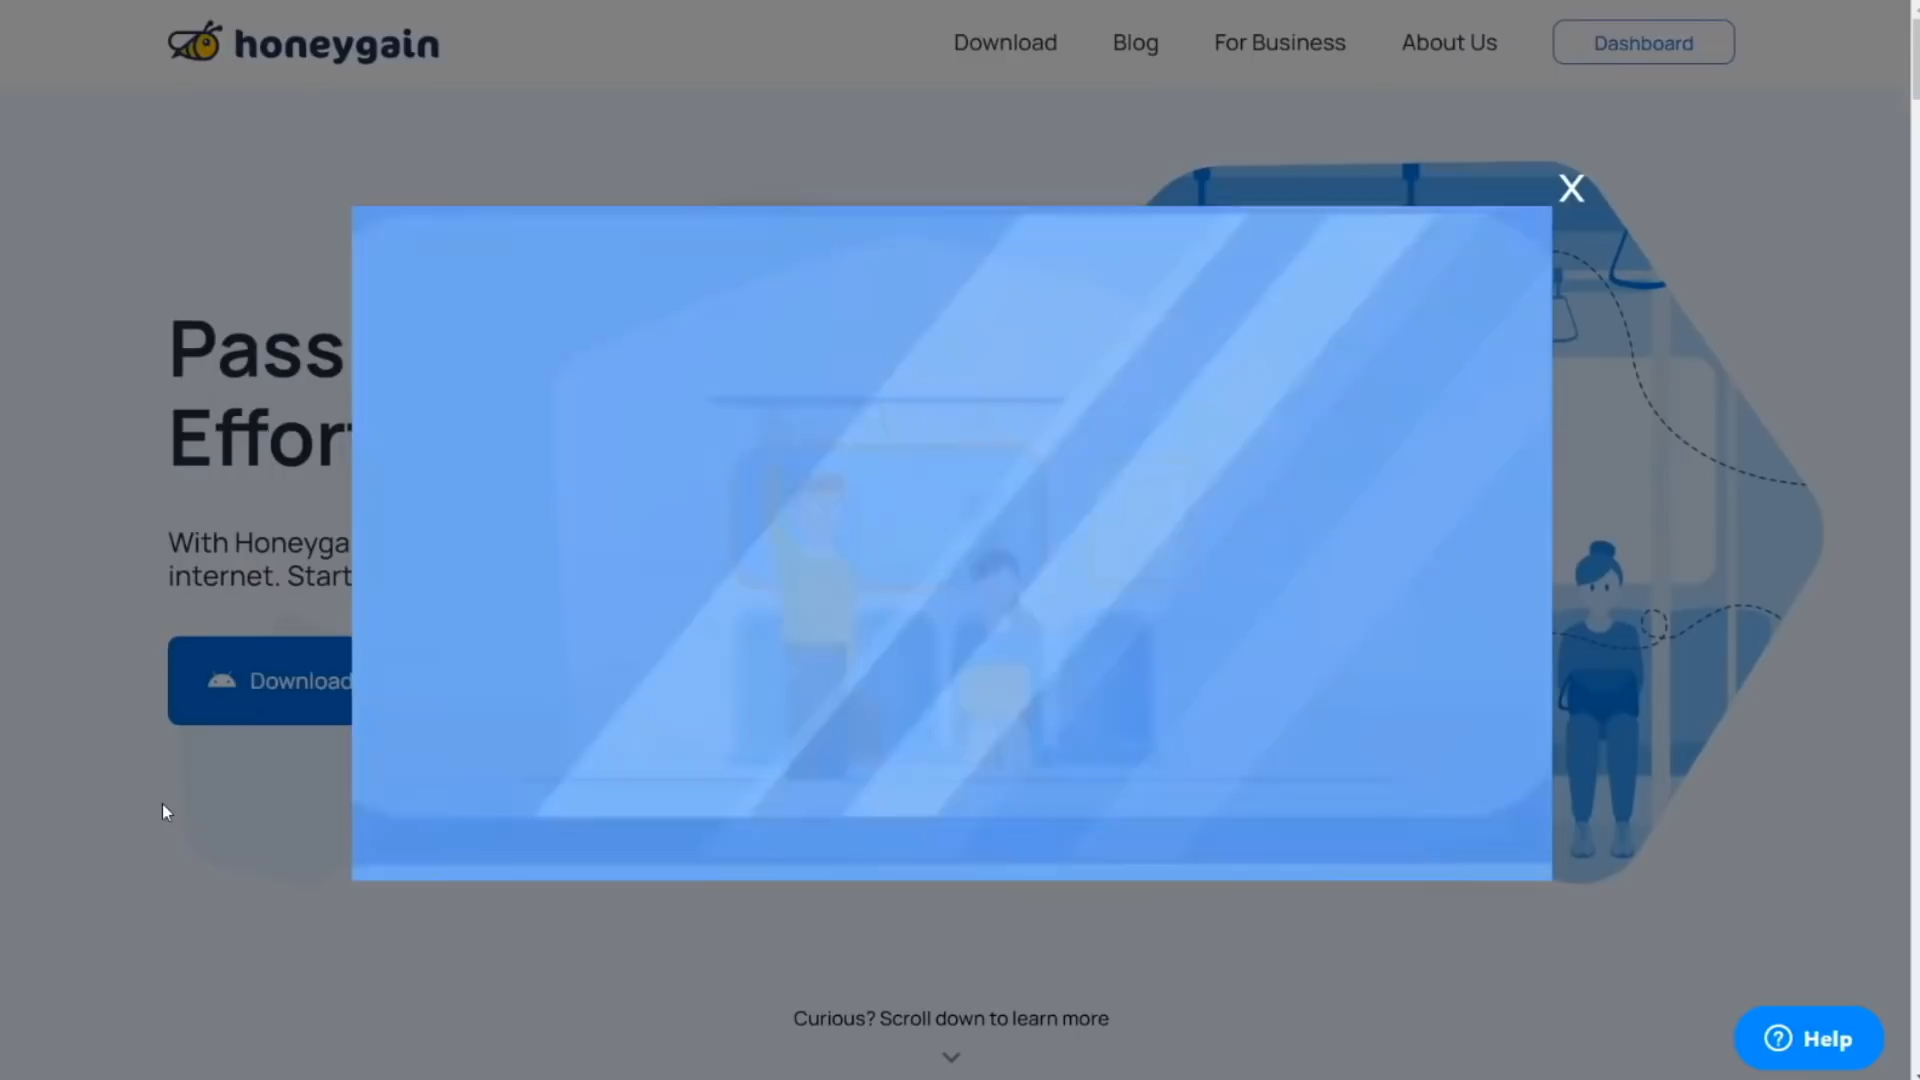 honeygain
Download
Blog
For Business
About Us
Dashboard
X
Pass
Effor
With Honeyga
internet. Start
Download
Curious? Scroll down to learn more
Help